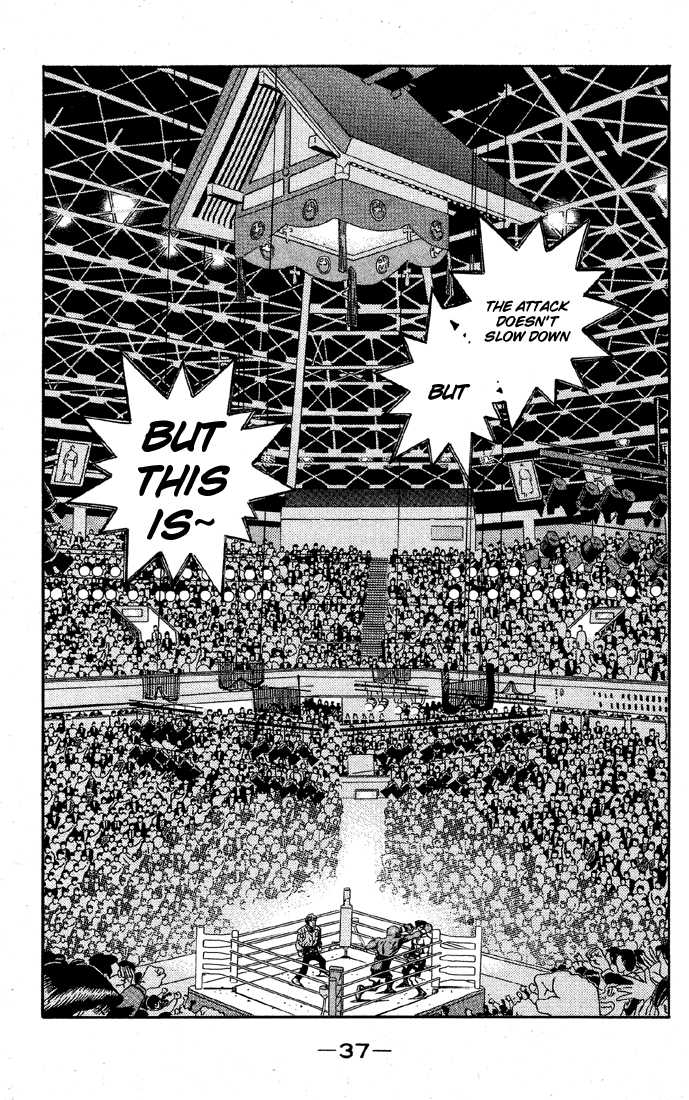 THE ATTACK
DOESN'T
SLOW DOWN
BUT
BUT
THIS
IS~
—37—